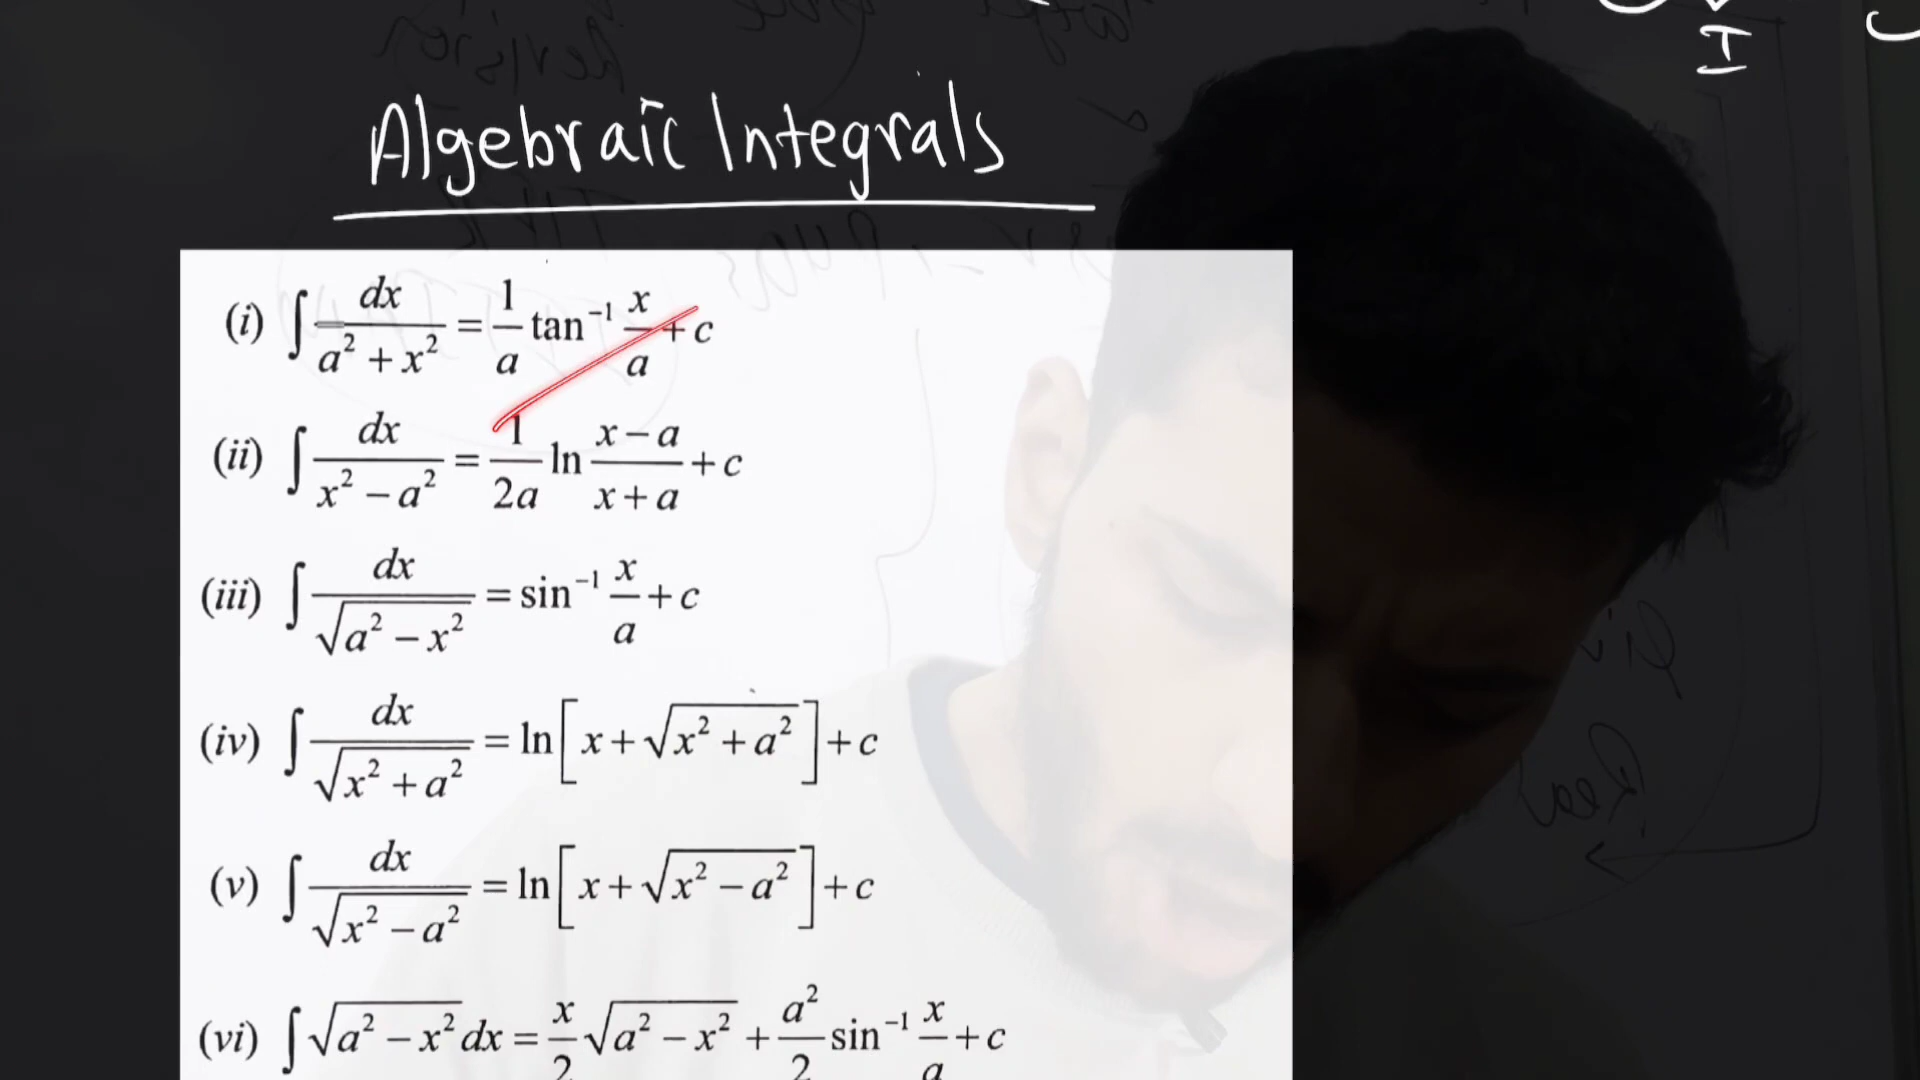 I
Algebraic Integrals
(i) ∫ dx/(a² + x²) = 1/a tan⁻¹ x/a + c
(ii) ∫ dx/(x² − a²) = 1/2a ln (x − a)/(x + a) + c
(iii) ∫ dx/√(a² − x²) = sin⁻¹ x/a + c
(iv) ∫ dx/√(x² + a²) = ln[x + √(x² + a²)] + c
(v) ∫ dx/√(x² − a²) = ln[x + √(x² − a²)] + c
(vi) ∫ √(a² − x²) dx = x/2 √(a² − x²) + a²/2 sin⁻¹ x/a + c